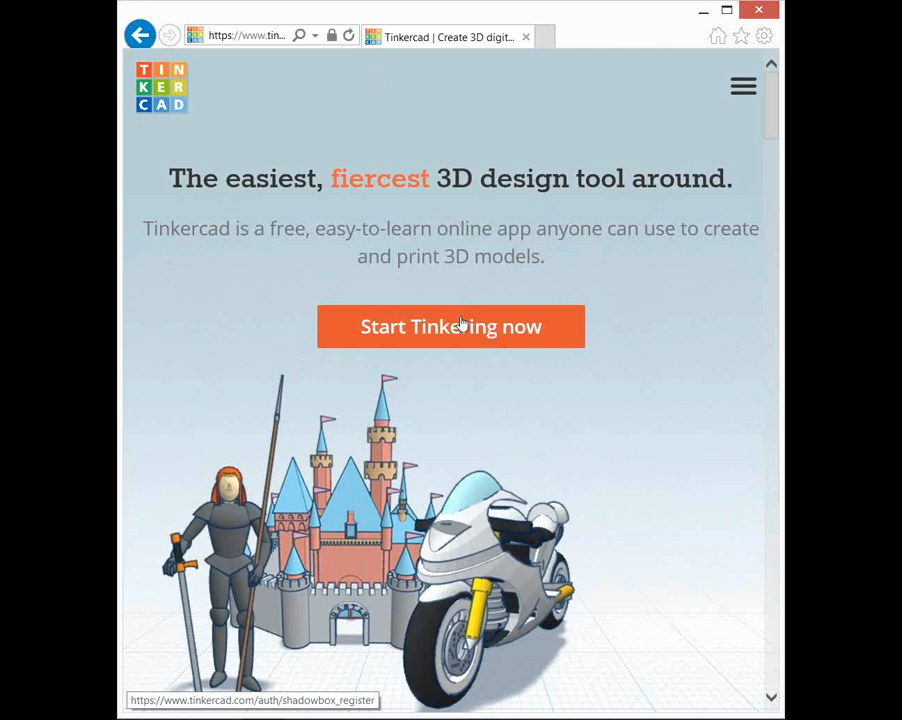 https://www.tin...
Tinkercad | Create 3D digit...
TIN
KER
CAD
The easiest, fiercest 3D design tool around.
Tinkercad is a free, easy-to-learn online app anyone can use to create
and print 3D models.
Start Tinkering now
https://www.tinkercad.com/auth/shadowbox_register